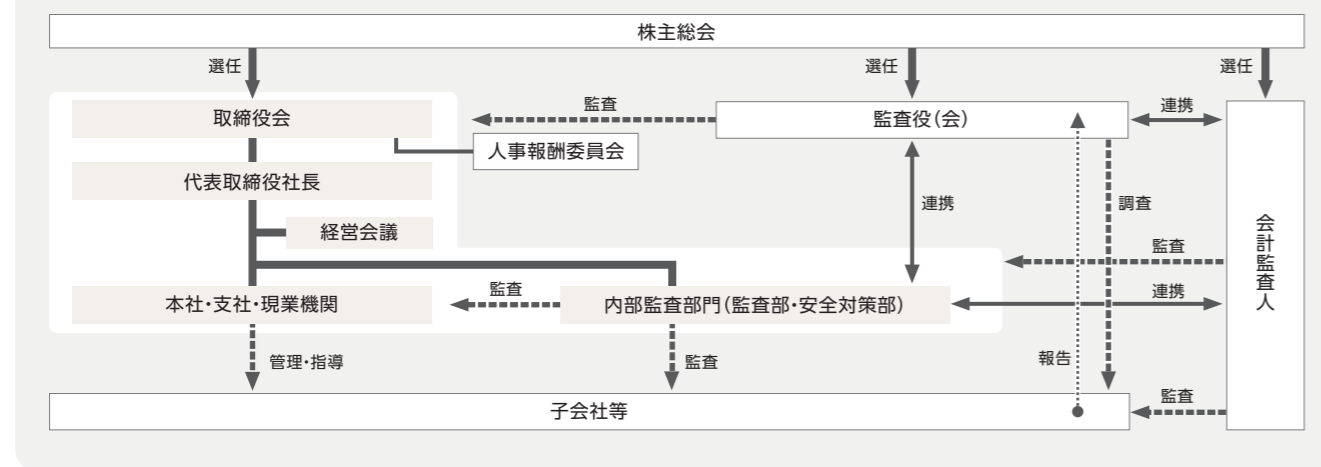 株主総会
選任
選任
選任
取締役会
監査
監査役（会）
連携
人事報酬委員会
代表取締役社長
連携
調査
経営会議
会計監査人
監査
本社・支社・現業機関
監査
内部監査部門（監査部・安全対策部）
連携
管理・指導
監査
報告
子会社等
監査